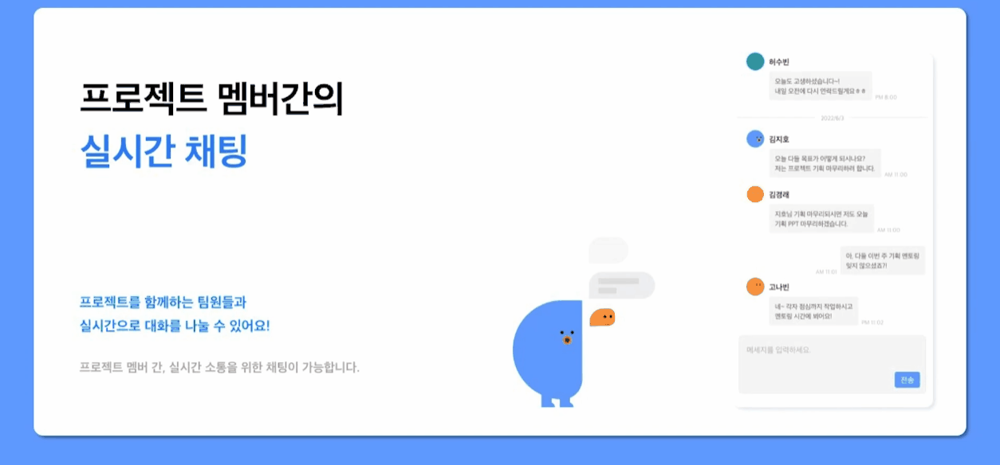 프로젝트 멤버간의
실시간 채팅
프로젝트를 함께하는 팀원들과
실시간으로 대화를 나눌 수 있어요!
프로젝트 멤버 간, 실시간 소통을 위한 채팅이 가능합니다.
허수빈
오늘도 고생하셨습니다~!
내일 오전에 다시 연락드릴게요ㅎㅎ
PM 8:00
2022/6/3
김지호
오늘 다들 목표가 어떻게 되시나요?
저는 프로젝트 기획 마무리하려 합니다.
AM 11:00
김경래
지호님 기획 마무리되시면 저도 오늘
기획 PPT 마무리하겠습니다.
AM 11:00
아, 다들 이번 주 기획 멘토링
잊지 않으셨죠?!
AM 11:01
고나빈
네~ 각자 점심까지 작업하시고
멘토링 시간에 봐어요!
PM 11:02
메세지를 입력하세요.
전송